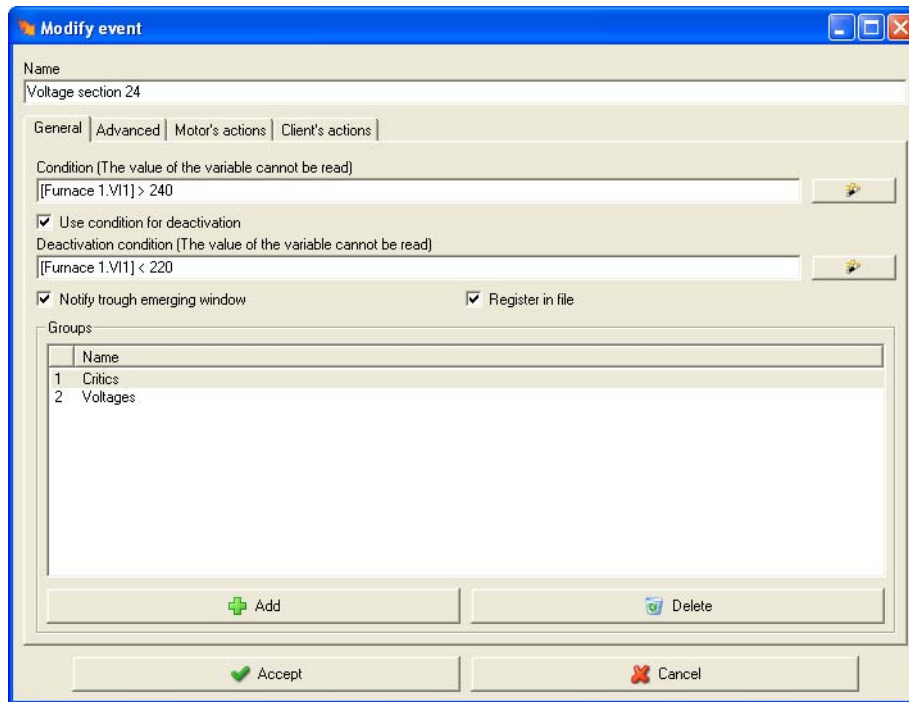 Modify event
Name
Voltage section 24
General Advanced Motor's actions Client's actions
Condition (The value of the variable cannot be read)
[Furnace 1.VI1] > 240
Use condition for deactivation
Deactivation condition (The value of the variable cannot be read)
[Furnace 1.VI1] < 220
Notify trough emerging window Register in file
Groups
Name
1 Critics
2 Voltages
Add Delete
Accept Cancel